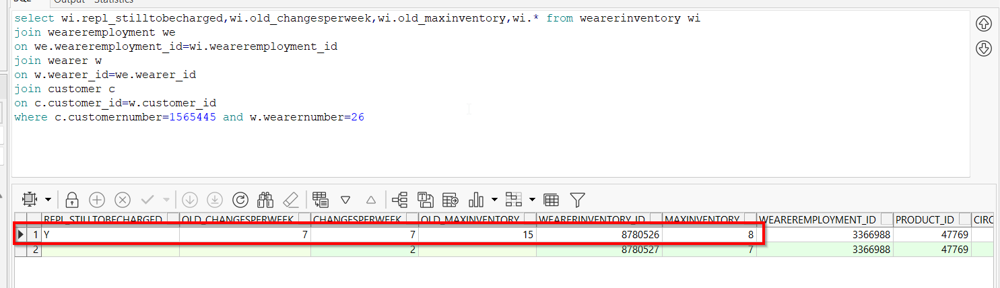 SQL Output Statistics
select wi.repl_stilltobecharged,wi.old_changesperweek,wi.old_maxinventory,wi.* from wearerinventory wi
join weareremployment we
on we.weareremployment_id=wi.weareremployment_id
join wearer w
on w.wearer_id=we.wearer_id
join customer c
on c.customer_id=w.customer_id
where c.customernumber=1565445 and w.wearernumber=26
REPL_STILLTOBECHARGED OLD_CHANGESPERWEEK CHANGESPERWEEK OLD_MAXINVENTORY WEARERINVENTORY_ID MAXINVENTORY WEAREREMPLOYMENT_ID PRODUCT_ID CIRC
1 Y 7 7 15 8780526 8 3366988 47769
2 2 8780527 7 3366988 47769